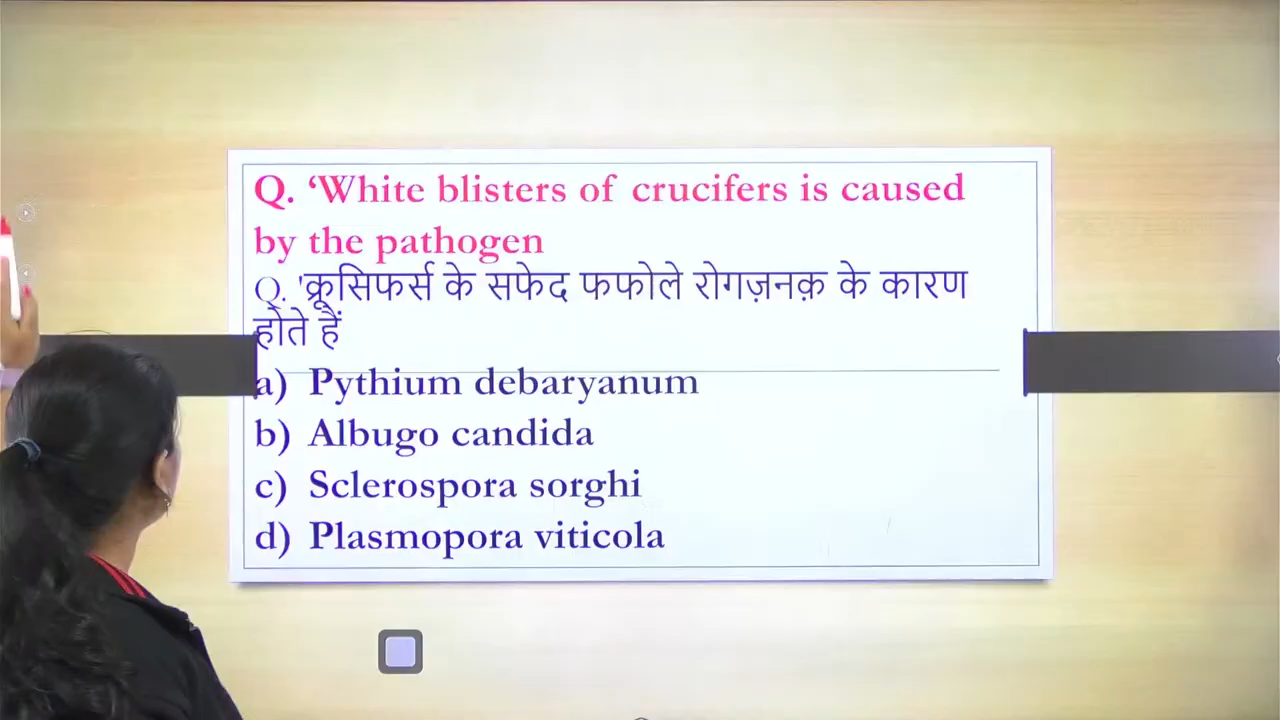 Q. ‘White blisters of crucifers is caused
by the pathogen
Q. 'क्रूसिफर्स के सफेद फफोले रोगज़नक़ के कारण
होते हैं
a) Pythium debaryanum
b) Albugo candida
c) Sclerospora sorghi
d) Plasmopora viticola